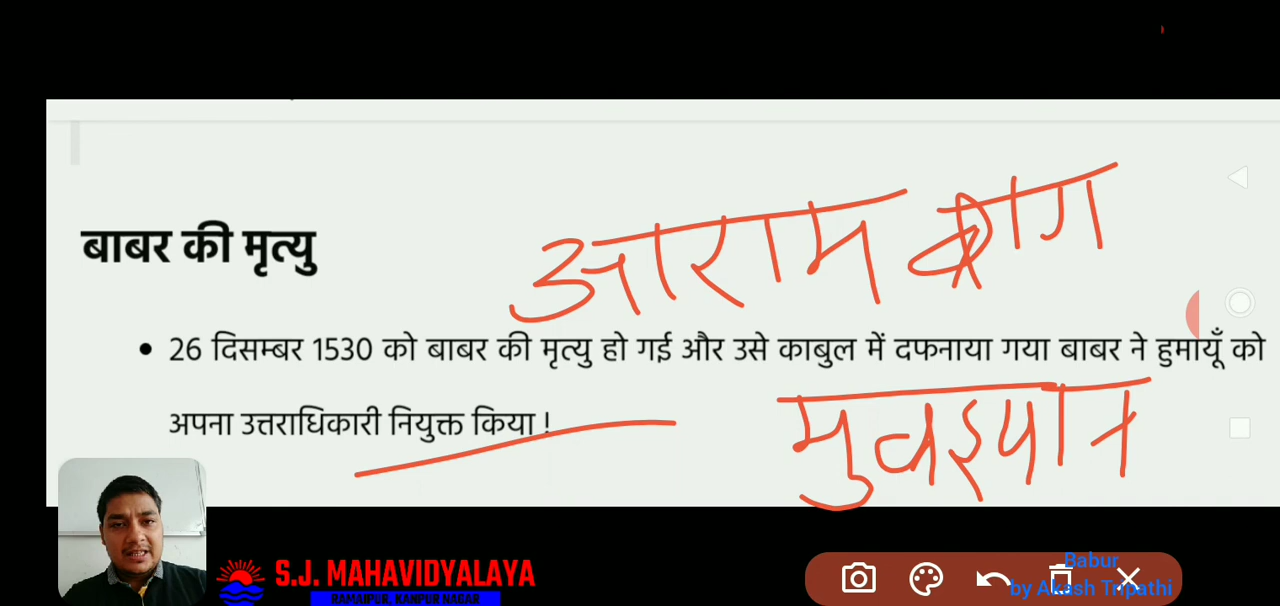 आराम बाग
बाबर की मृत्यु
26 दिसम्बर 1530 को बाबर की मृत्यु हो गई और उसे काबुल में दफनाया गया बाबर ने हुमायूँ को
अपना उत्तराधिकारी नियुक्त किया !
मुवइयान
S.J. MAHAVIDYALAYA
RAMAIPUR, KANPUR NAGAR
Babur
by Akash Tripathi